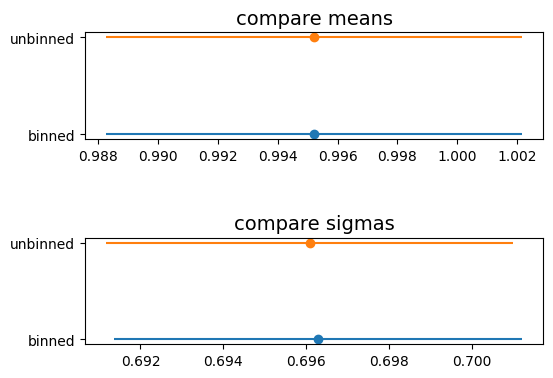 compare means
unbinned
binned
0.988 0.990 0.992 0.994 0.996 0.998 1.000 1.002
compare sigmas
unbinned
binned
0.692 0.694 0.696 0.698 0.700